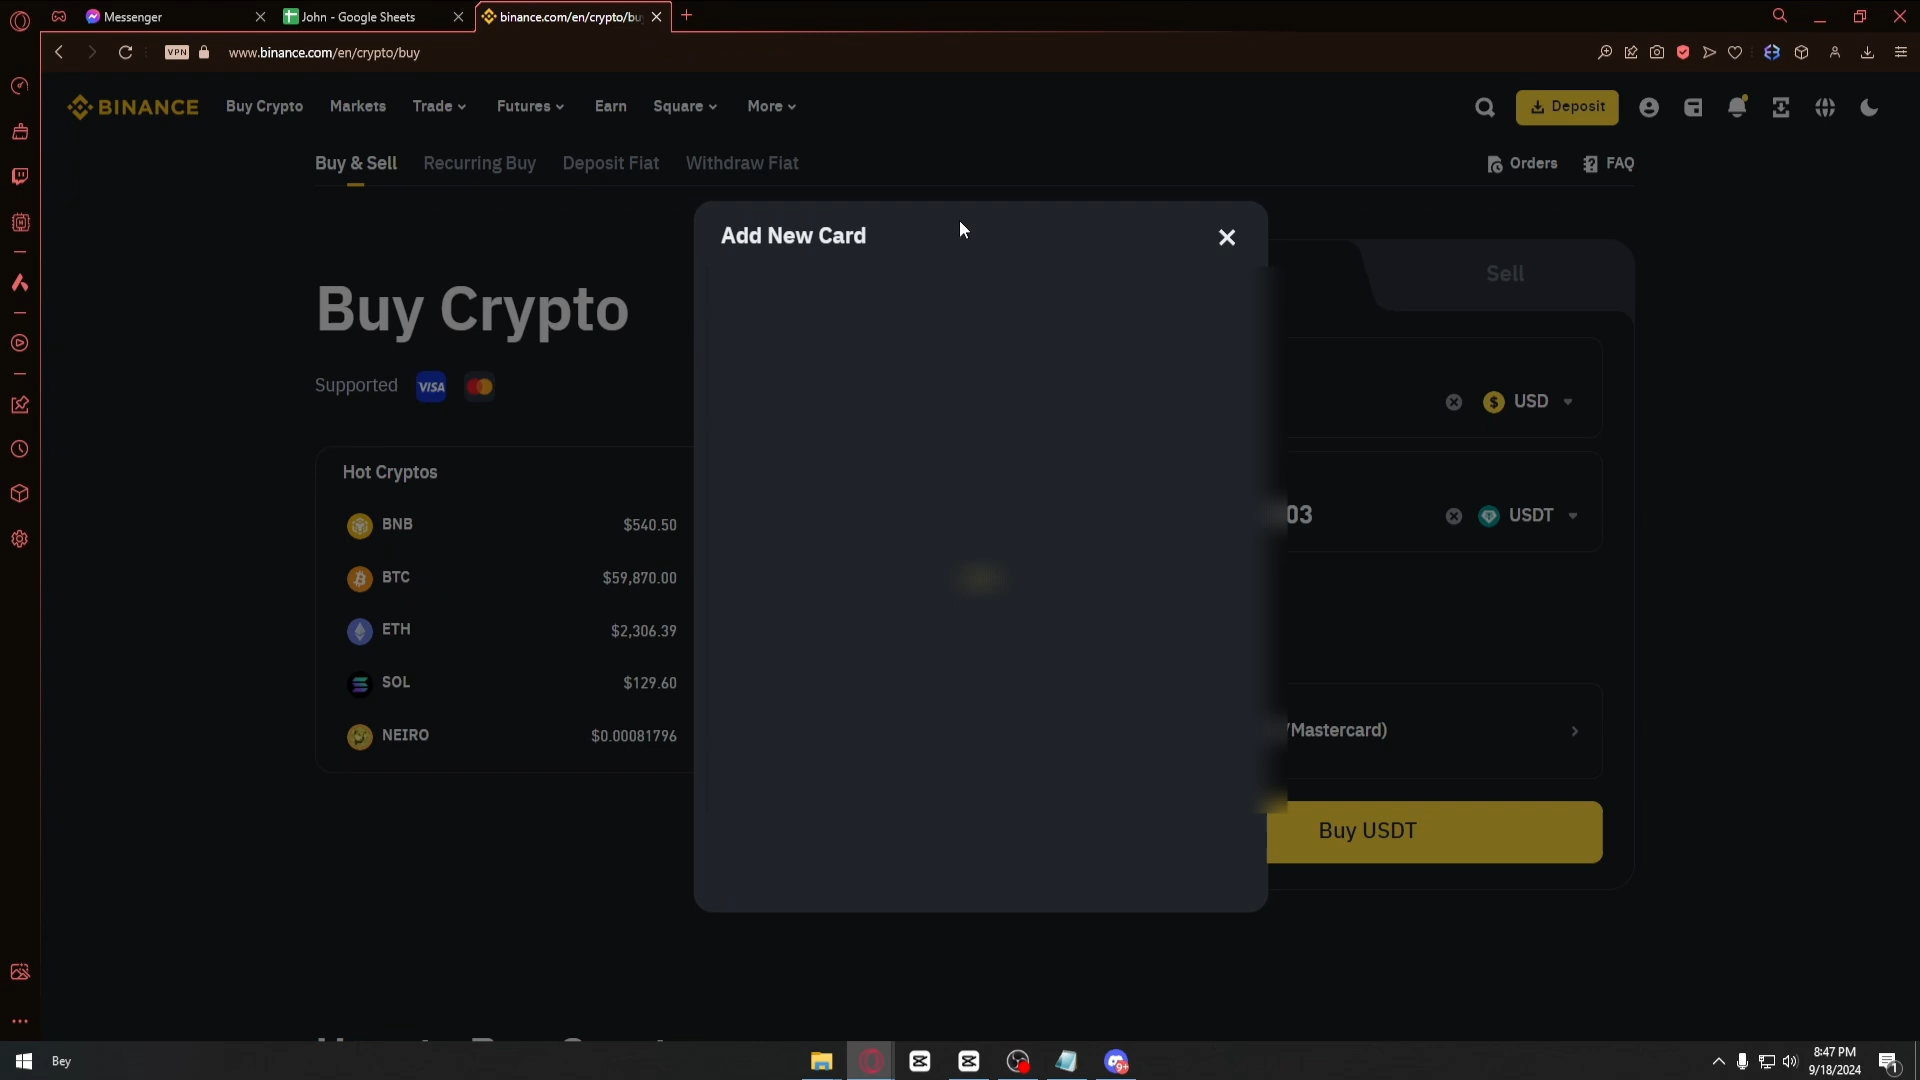 Messenger
John - Google Sheets
binance.com/en/crypto/bu
VPN
www.binance.com/en/crypto/buy
BINANCE
Buy Crypto
Markets
Trade
Futures
Earn
Square
More
Deposit
Buy & Sell
Recurring Buy
Deposit Fiat
Withdraw Fiat
Orders
FAQ
Add New Card
Sell
Buy Crypto
Supported
VISA
USD
Hot Cryptos
BNB
$540.50
03
USDT
BTC
$59,870.00
ETH
$2,306.39
SOL
$129.60
NEIRO
$0.00081796
/Mastercard)
Buy USDT
Bey
9+
8:47 PM
9/18/2024
1